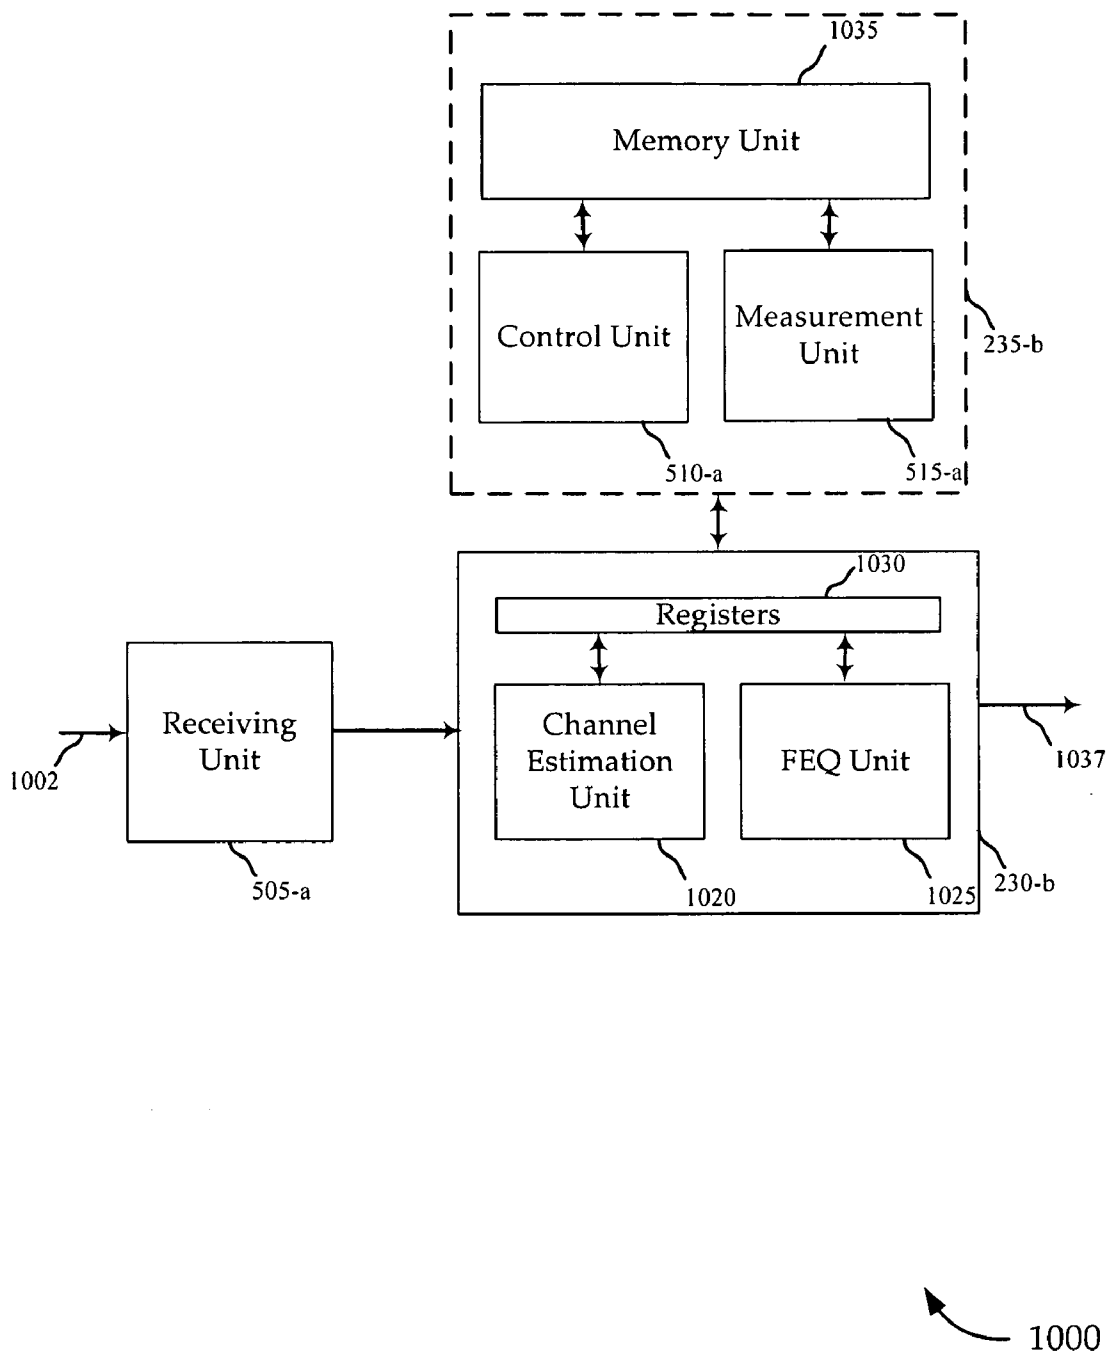 1035
Memory Unit
Control Unit
Measurement
Unit
235-b
510-a
515-a
1030
Registers
Receiving
Unit
Channel
Estimation
Unit
FEQ Unit
1002
1037
505-a
1020
1025
230-b
1000